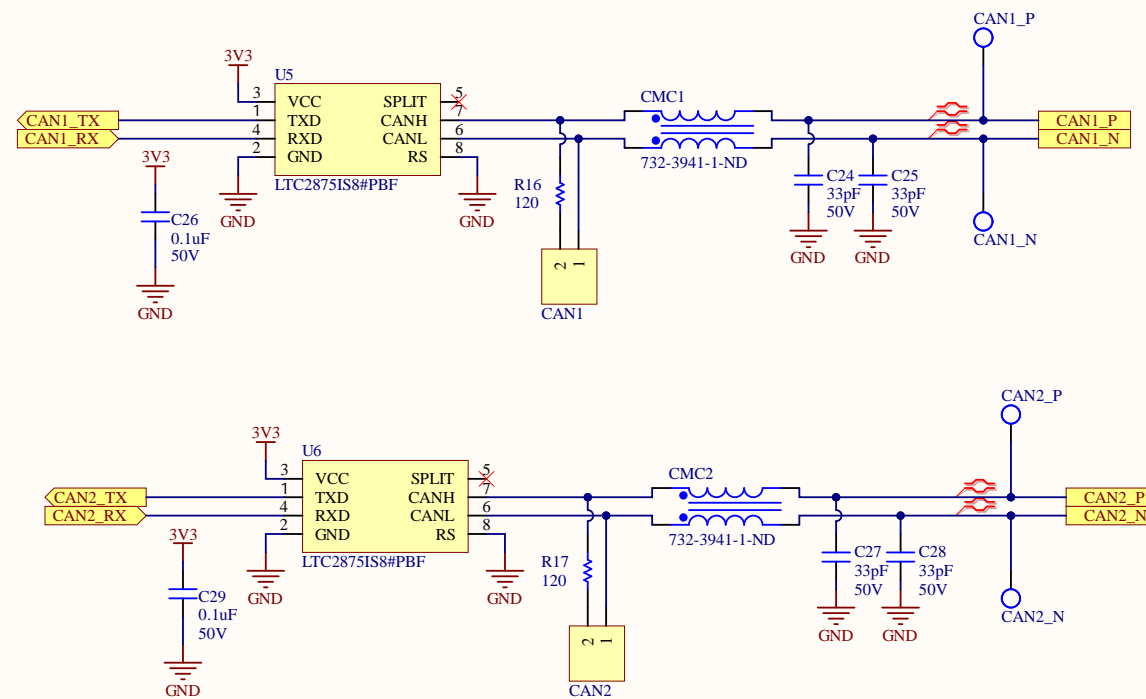 CAN1_P
3V3
U5
3 VCC SPLIT 5
1 TXD CANH 7
4 RXD CANL 6
2 GND RS 8
LTC2875IS8#PBF
CAN1_TX
CAN1_RX
CMC1
732-3941-1-ND
CAN1_P
CAN1_N
3V3
GND
GND
C26
0.1uF
50V
GND
R16
120
2 1
CAN1
C24
33pF
50V
GND
C25
33pF
50V
GND
CAN1_N
CAN2_P
3V3
U6
3 VCC SPLIT 5
1 TXD CANH 7
4 RXD CANL 6
2 GND RS 8
LTC2875IS8#PBF
CAN2_TX
CAN2_RX
CMC2
732-3941-1-ND
CAN2_P
CAN2_N
3V3
GND
GND
C29
0.1uF
50V
GND
R17
120
2 1
CAN2
C27
33pF
50V
GND
C28
33pF
50V
GND
CAN2_N